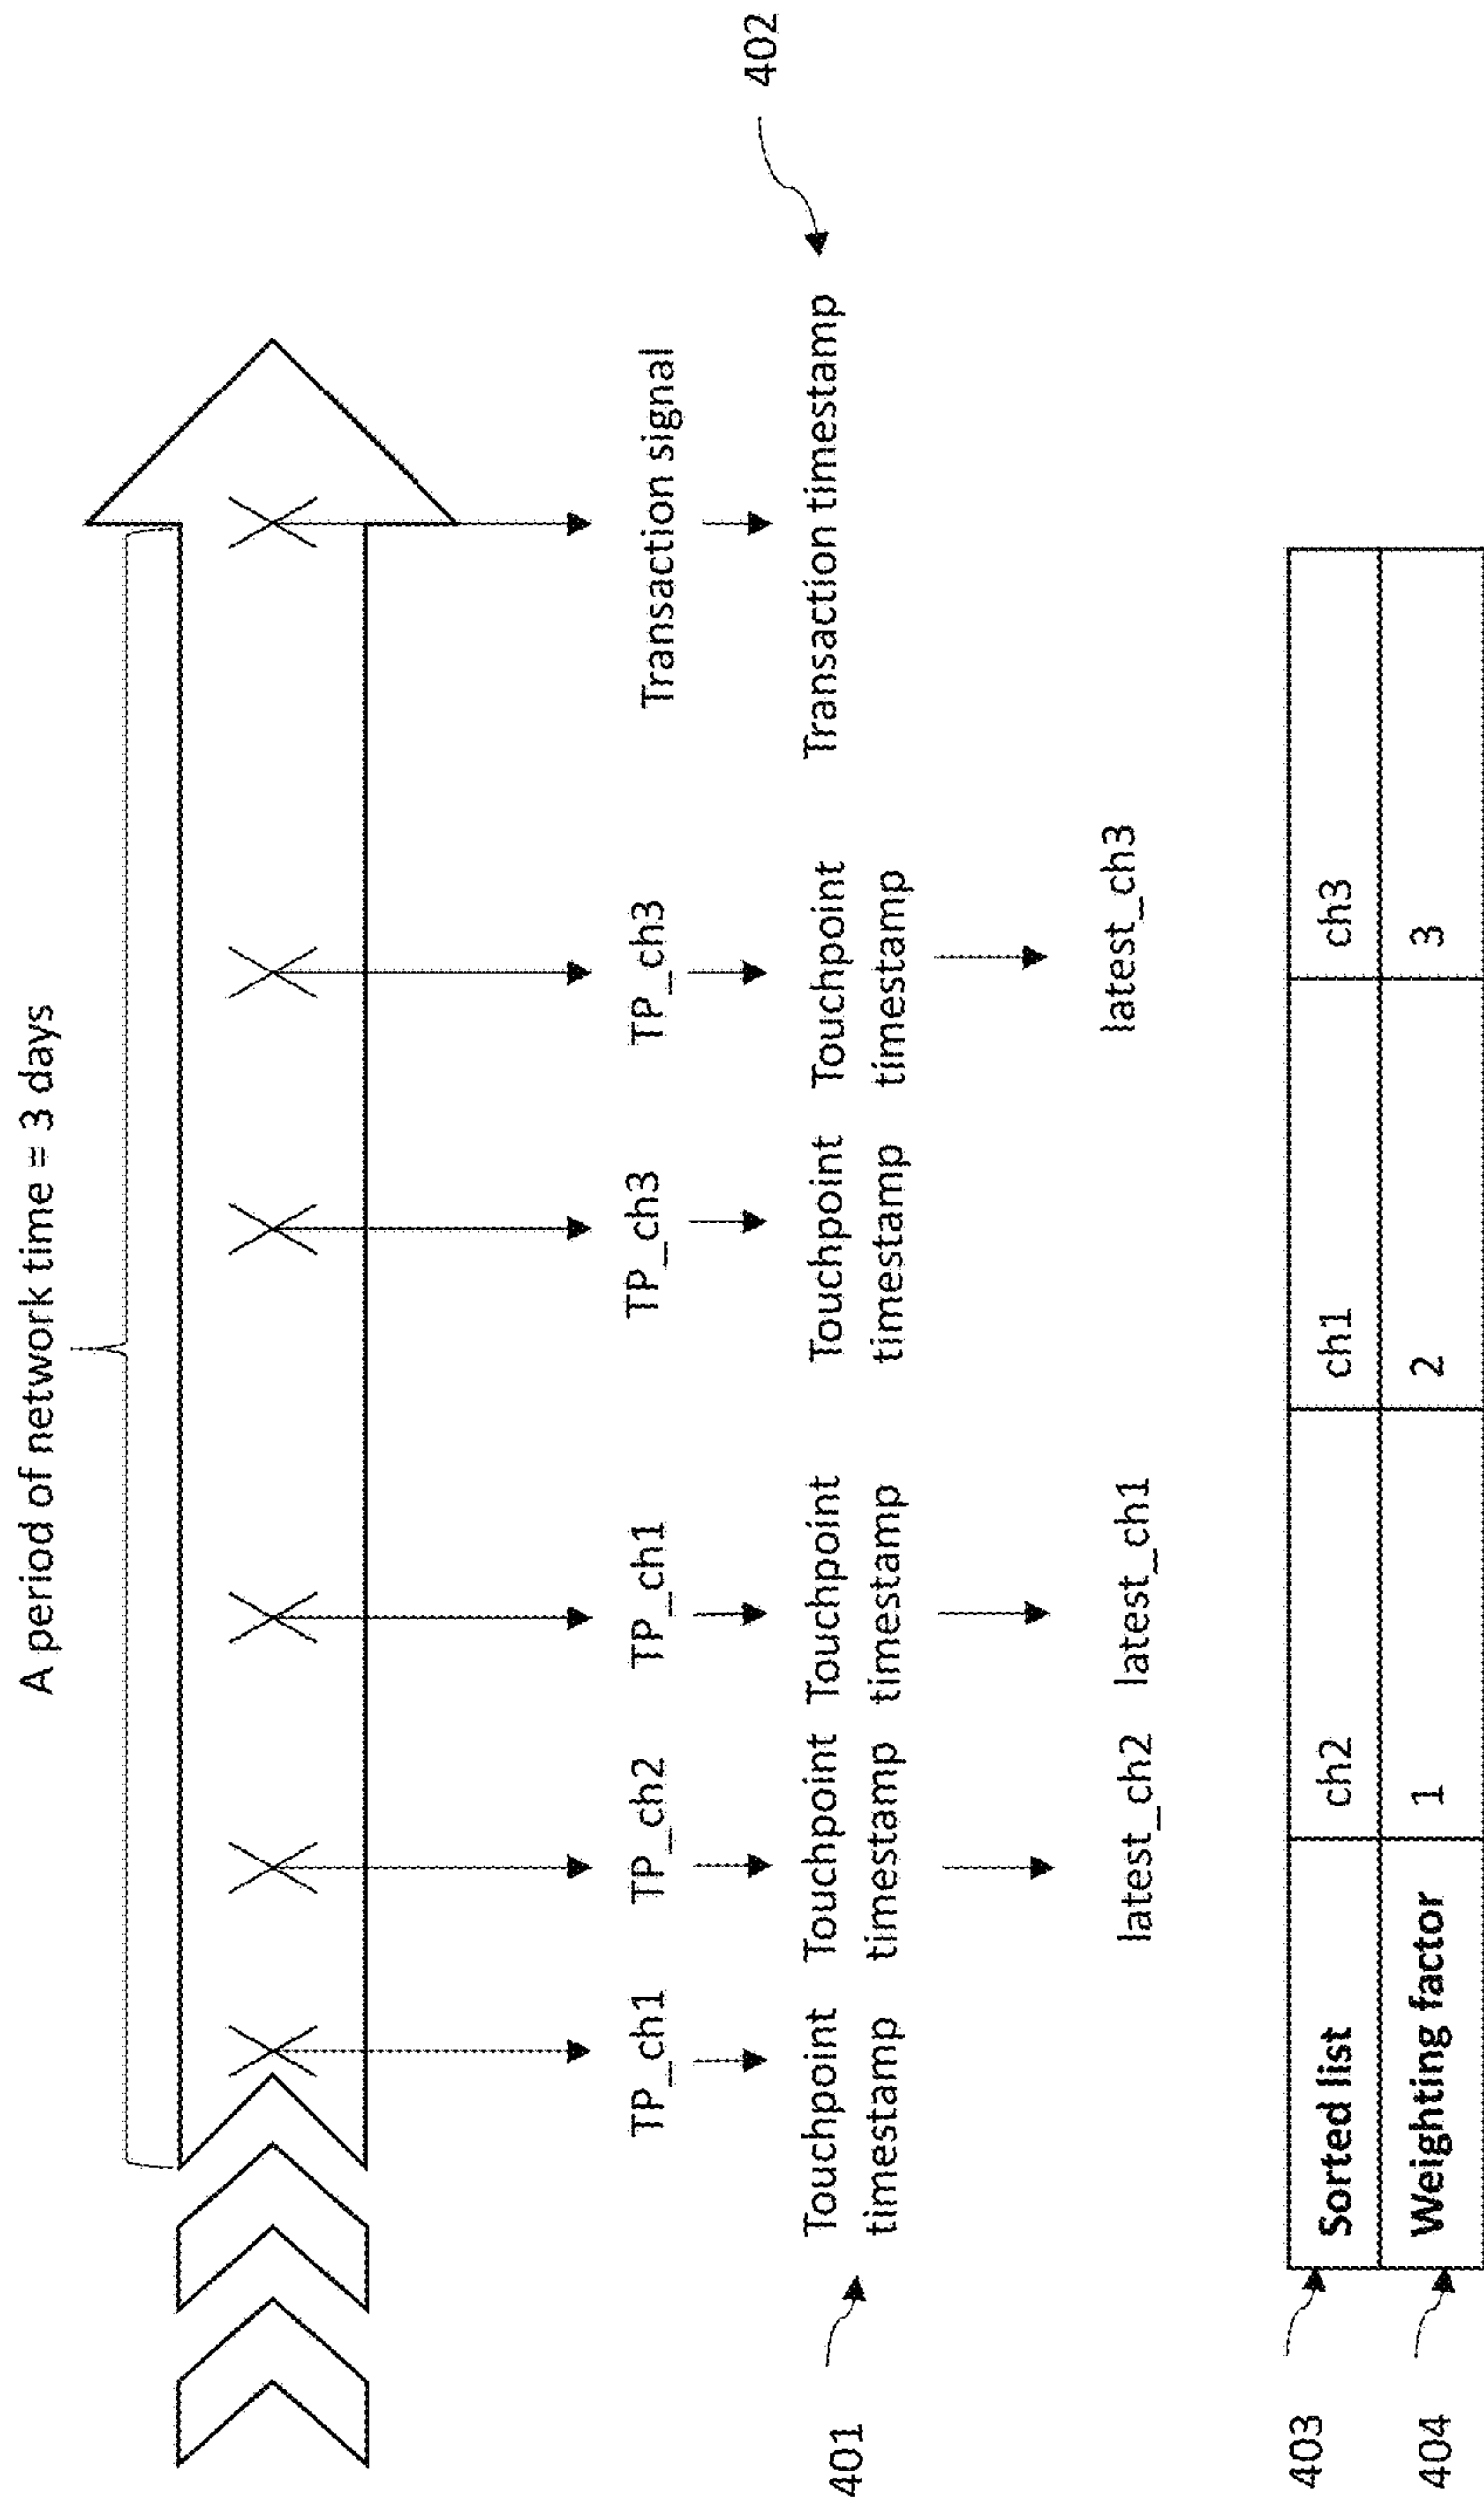 A period of network time = 3 days
TP_ch1 TP_ch2 TP_ch1 TP_ch3 TP_ch3 Transaction signal
402
Touchpoint Touchpoint Touchpoint Touchpoint Touchpoint Transaction timestamp
timestamp timestamp timestamp timestamp timestamp
401
latest_ch2 latest_ch1 latest_ch3
403 Sorted list ch2 ch1 ch3
404 Weighting factor 1 2 3